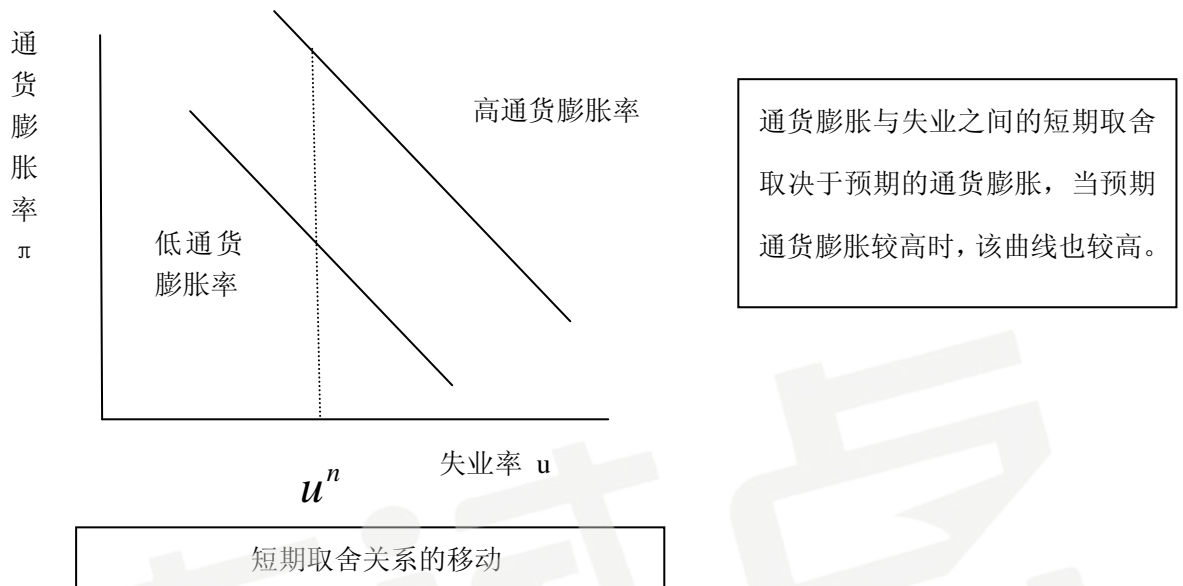 通货膨胀率π
高通货膨胀率
低通货
膨胀率
失业率 u
uⁿ
通货膨胀与失业之间的短期取舍
取决于预期的通货膨胀，当预期
通货膨胀较高时，该曲线也较高。
短期取舍关系的移动